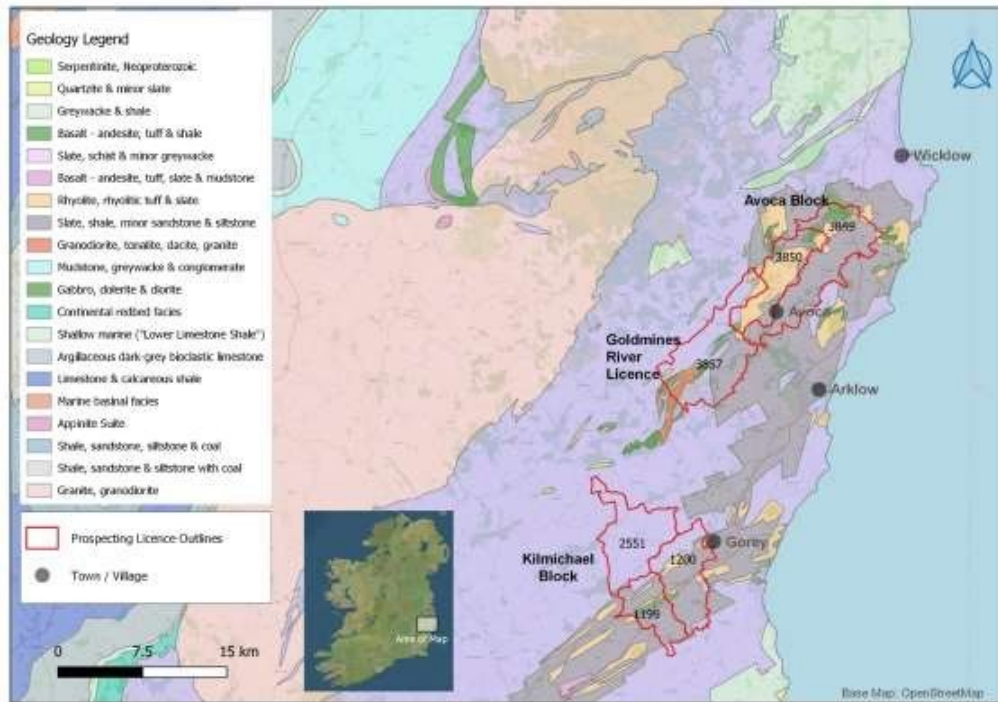 Geology Legend
Serpentinite, Neoproterozoic
Quartzite & minor slate
Greywacke & shale
Basalt - andesite, tuff & shale
Slate, schist & minor greywacke
Basalt - andesite, tuff, slate & mudstone
Rhyolite, rhyolitic tuff & slate
Slate, shale, minor sandstone & siltstone
Granodiorite, tonalite, dacite, granite
Mudstone, greywacke & conglomerate
Gabbro, dolerite & diorite
Continental redbed facies
Shallow marine ("Lower Limestone Shale")
Argillaceous dark-grey bioclastic limestone
Limestone & calcareous shale
Marine basinal facies
Appinite Suite
Shale, sandstone, siltstone & coal
Shale, sandstone & siltstone with coal
Granite, granodiorite
Prospecting Licence Outlines
Town / Village
0 7.5 15 km
Area of Map
Wicklow
Avoca Block
3849
3850
Avoca
Goldmines
River
Licence
3857
Arklow
Kilmichael
Block
2551
1200
Gorey
1199
Base Map: OpenStreetMap